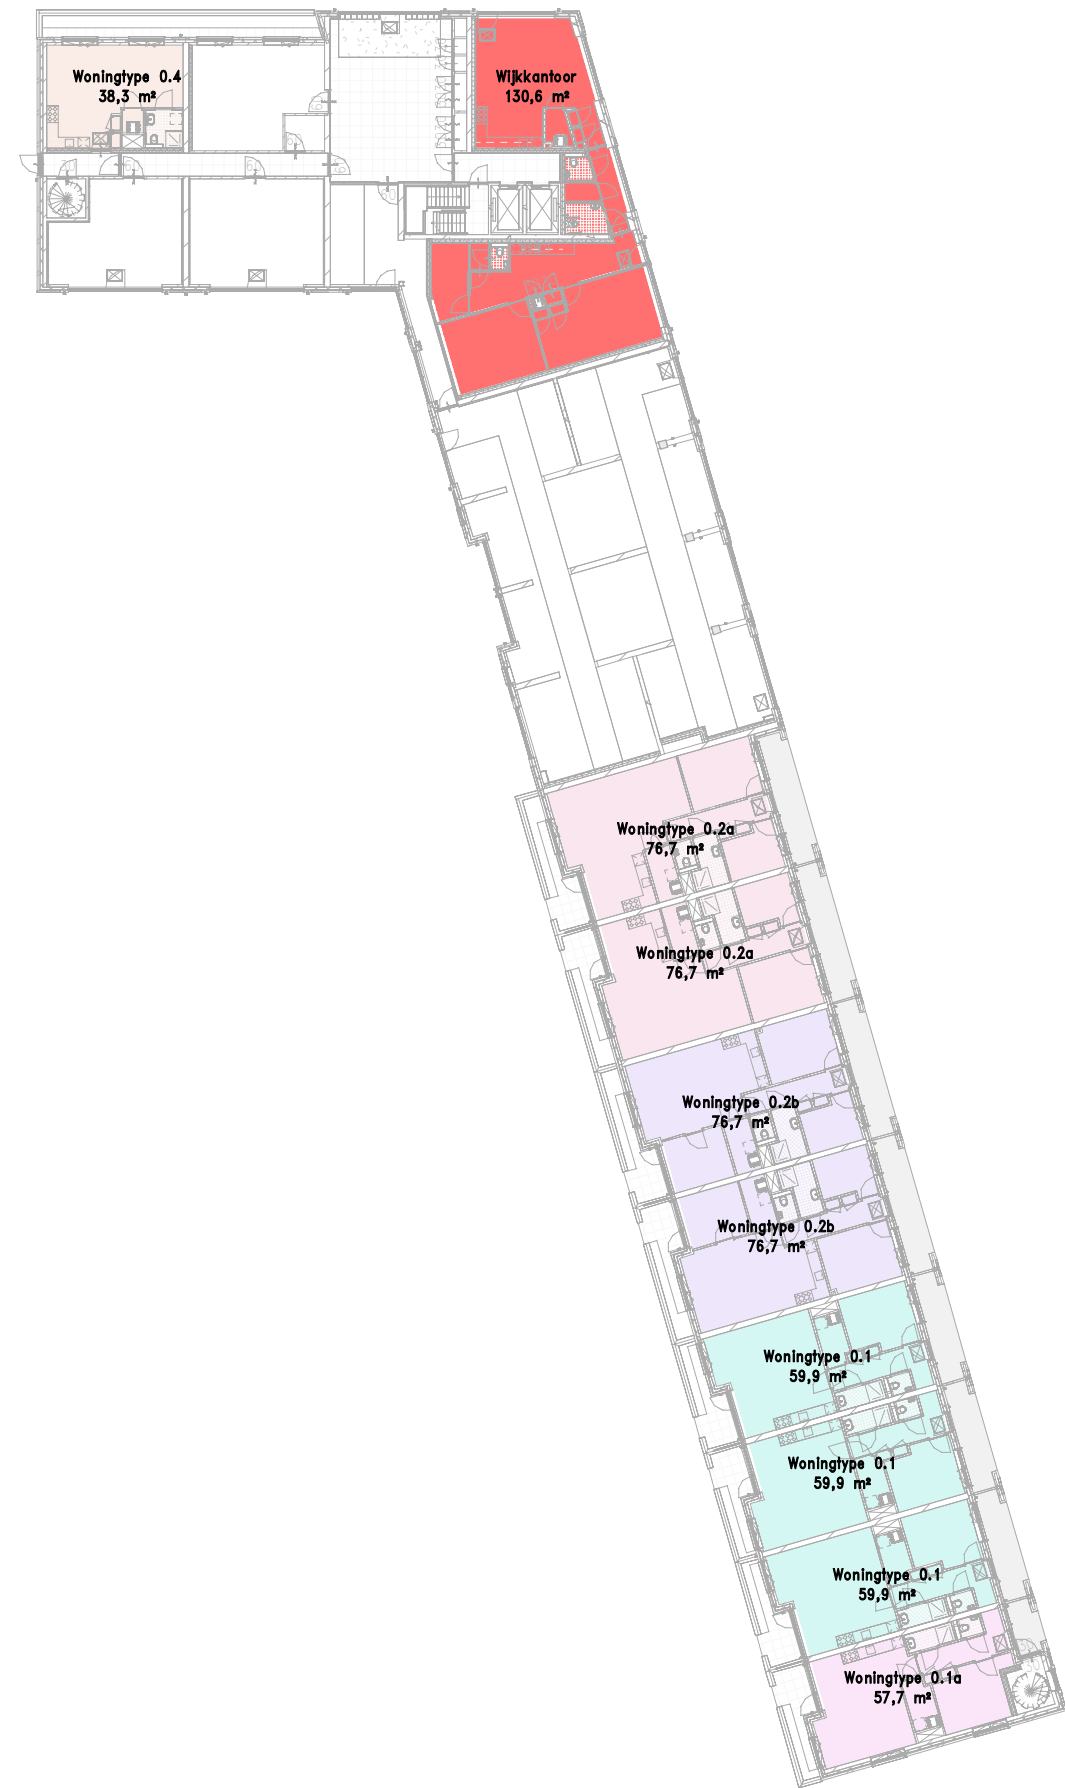 Woningtype 0.4
38,3 m²
Wijkkantoor
130,6 m²
Woningtype 0.2a
76,7 m²
Woningtype 0.2a
76,7 m²
Woningtype 0.2b
76,7 m²
Woningtype 0.2b
76,7 m²
Woningtype 0.1
59,9 m²
Woningtype 0.1
59,9 m²
Woningtype 0.1
59,9 m²
Woningtype 0.1a
57,7 m²